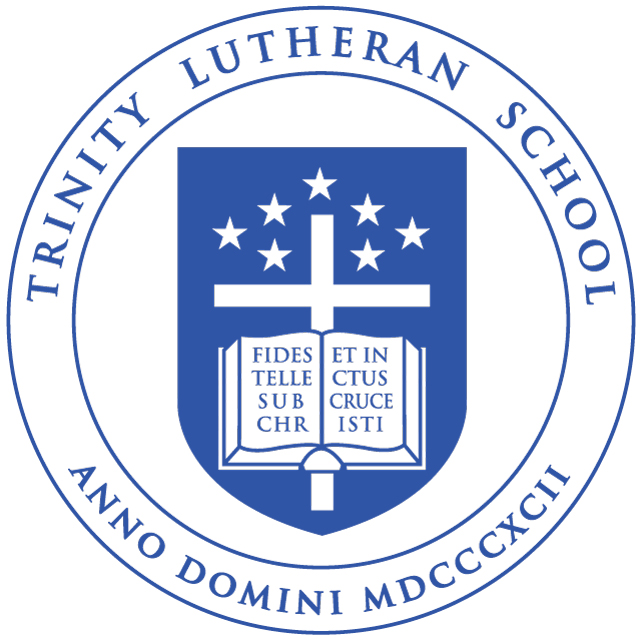 TRINITY LUTHERAN SCHOOL
FIDES ET IN
TELLE CTUS
SUB CRUCE
CHR ISTI
ANNO DOMINI MDCCCXCII